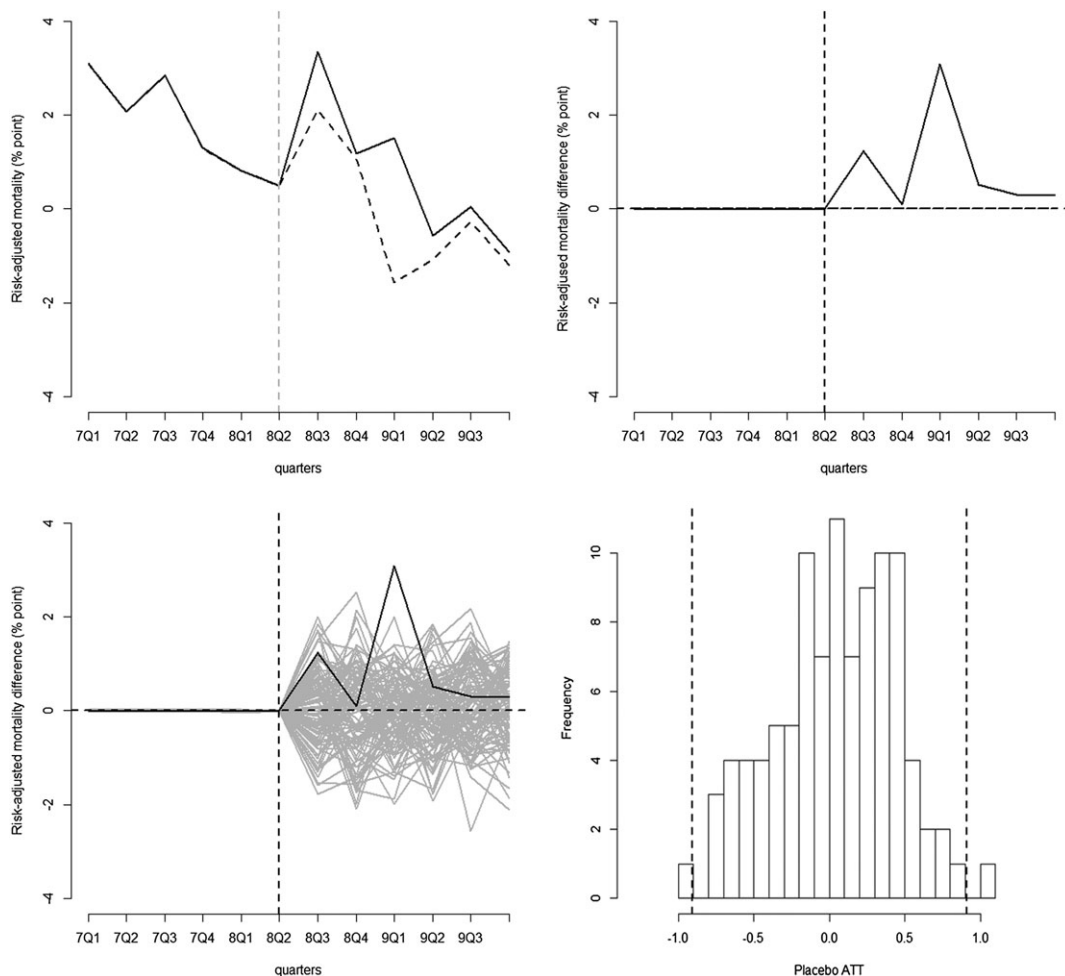 Risk-adjusted mortality (% point)
4
2
0
-2
-4
7Q1 7Q2 7Q3 7Q4 8Q1 8Q2 8Q3 8Q4 9Q1 9Q2 9Q3
quarters
Risk-adjused mortality difference (% point)
4
2
0
-2
-4
7Q1 7Q2 7Q3 7Q4 8Q1 8Q2 8Q3 8Q4 9Q1 9Q2 9Q3
quarters
Risk-adjused mortality difference (% point)
4
2
0
-2
-4
7Q1 7Q2 7Q3 7Q4 8Q1 8Q2 8Q3 8Q4 9Q1 9Q2 9Q3
quarters
Frequency
10
8
6
4
2
0
-1.0 -0.5 0.0 0.5 1.0
Placebo ATT